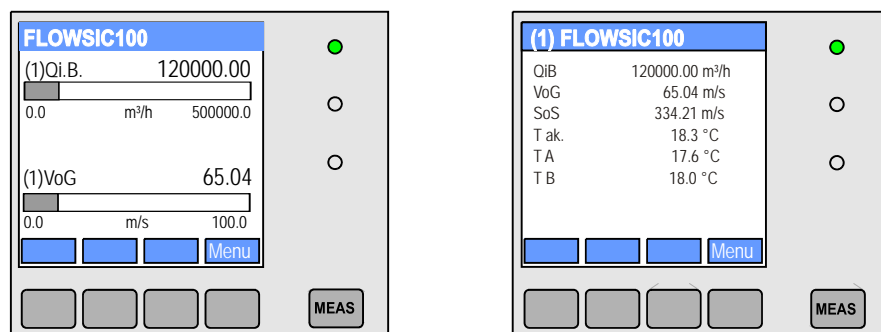 FLOWSIC100
(1)Qi.B. 120000.00
0.0 m³/h 500000.0
(1)VoG 65.04
0.0 m/s 100.0
Menu
MEAS
(1) FLOWSIC100
QiB 120000.00 m³/h
VoG 65.04 m/s
SoS 334.21 m/s
T ak. 18.3 °C
T A 17.6 °C
T B 18.0 °C
Menu
MEAS